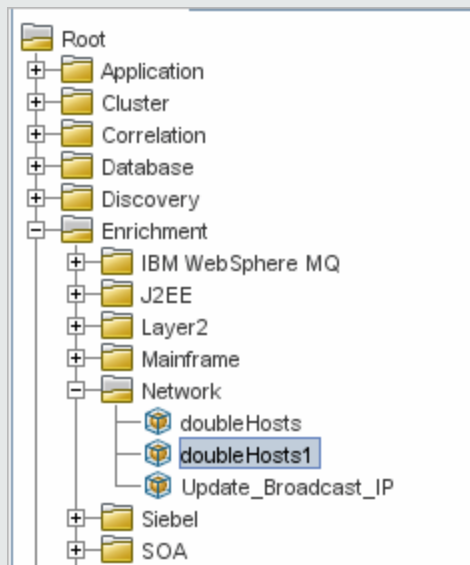 Root
Application
Cluster
Correlation
Database
Discovery
Enrichment
IBM WebSphere MQ
J2EE
Layer2
Mainframe
Network
doubleHosts
doubleHosts1
Update_Broadcast_IP
Siebel
SOA